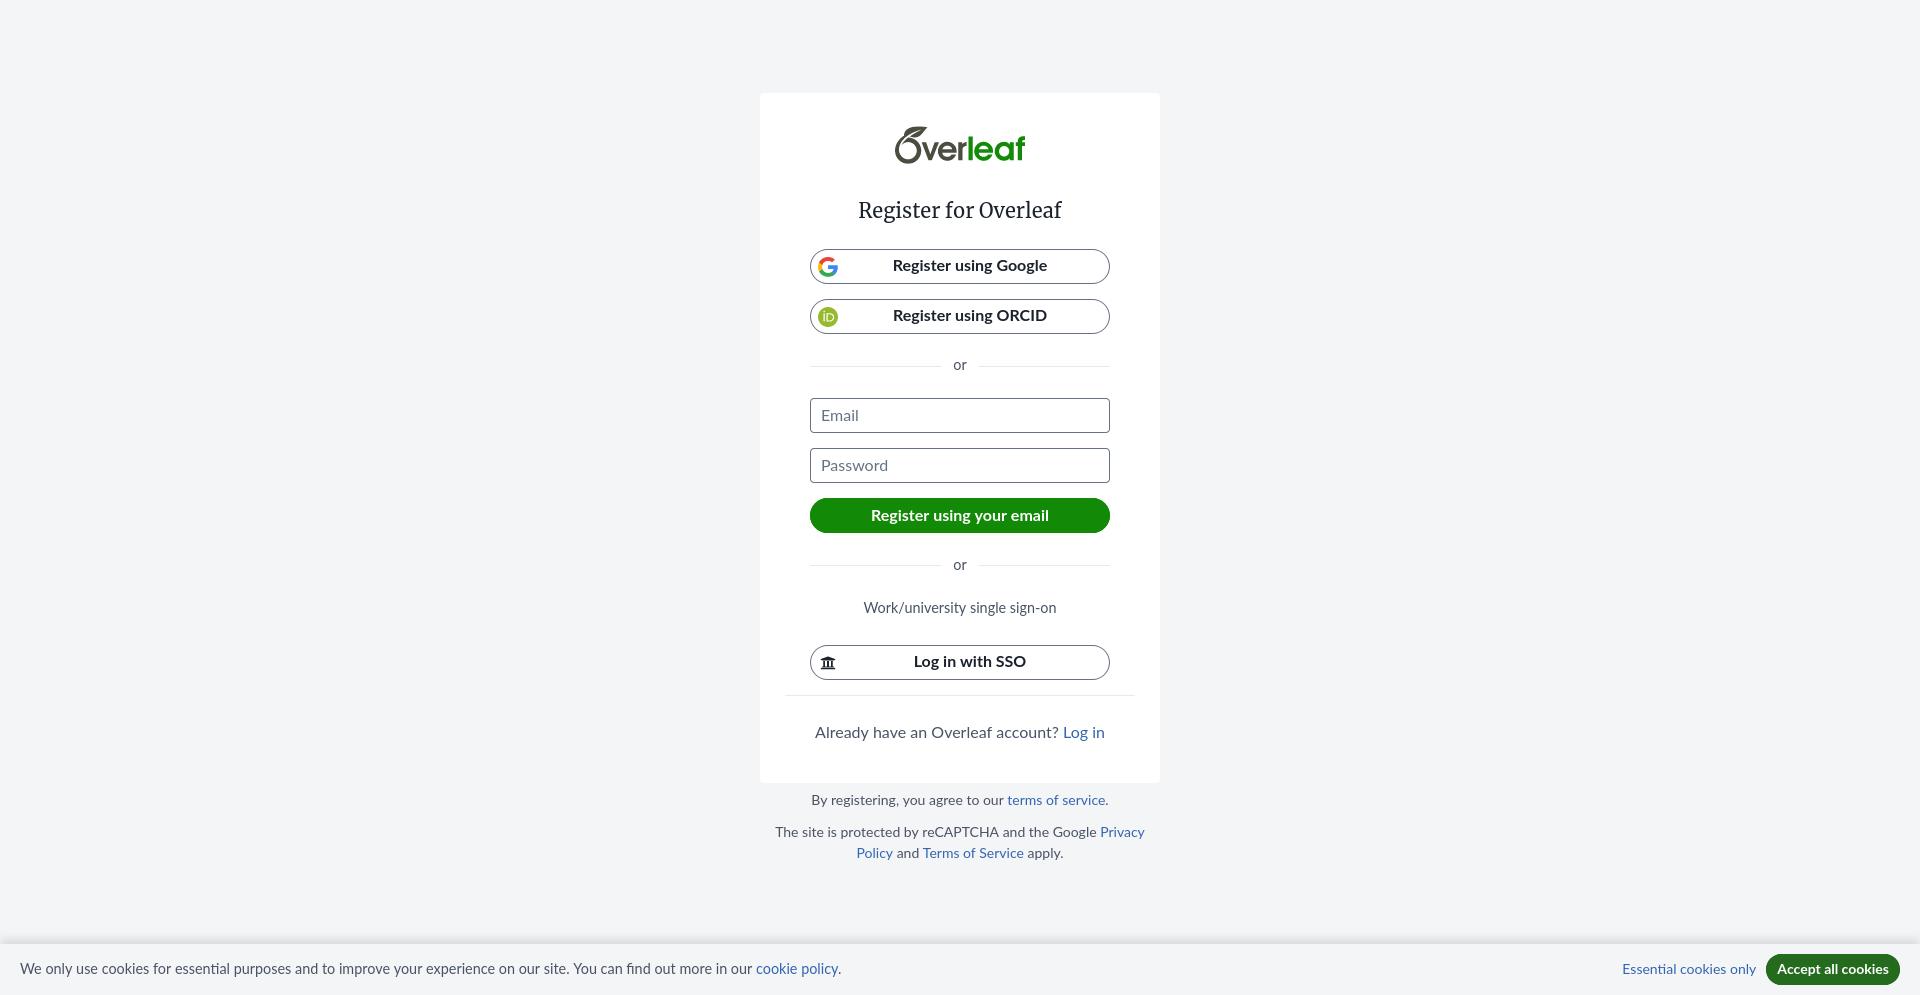 Overleaf
Register for Overleaf
Register using Google
iD
Register using ORCID
or
Email
Password
Register using your email
or
Work/university single sign-on
Log in with SSO
Already have an Overleaf account? Log in
By registering, you agree to our terms of service.
The site is protected by reCAPTCHA and the Google Privacy
Policy and Terms of Service apply.
We only use cookies for essential purposes and to improve your experience on our site. You can find out more in our cookie policy.
Essential cookies only
Accept all cookies